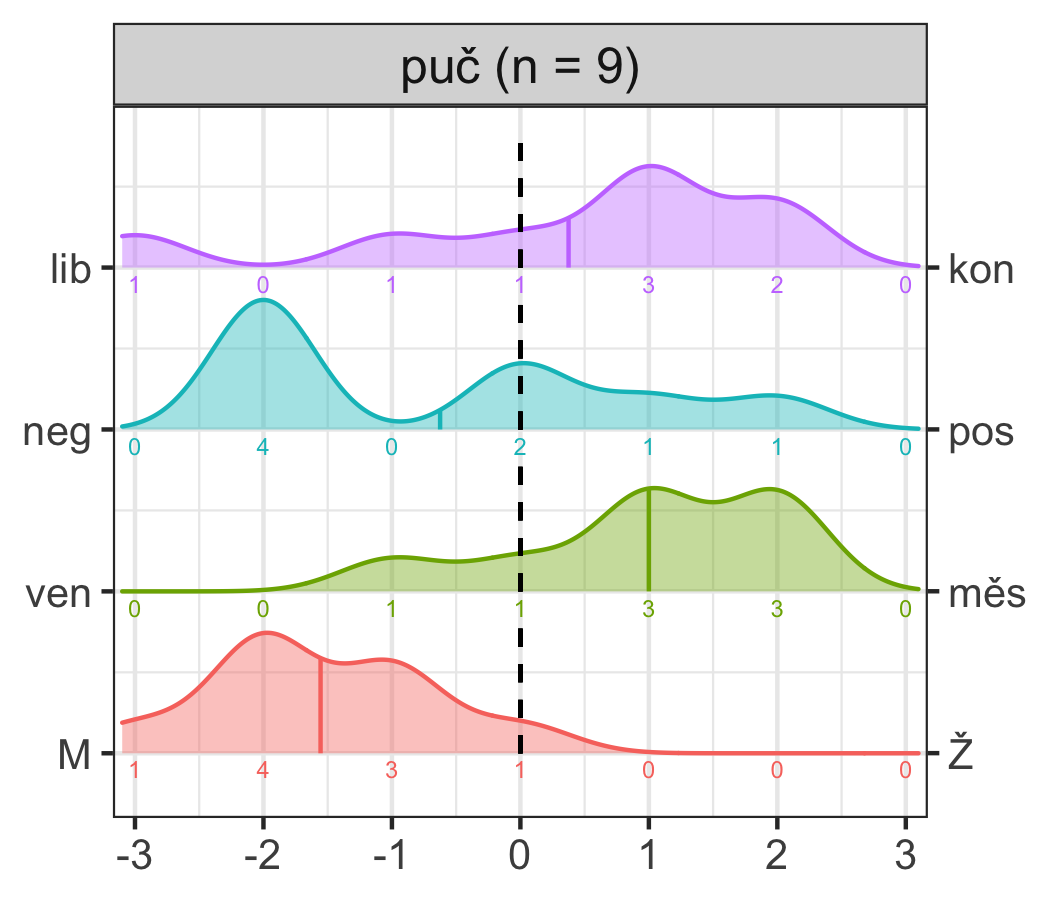 puč (n = 9)
lib kon
1 0 1 1 3 2 0
neg pos
0 4 0 2 1 1 0
ven měs
0 0 1 1 3 3 0
M Ž
1 4 3 1 0 0 0
-3 -2 -1 0 1 2 3